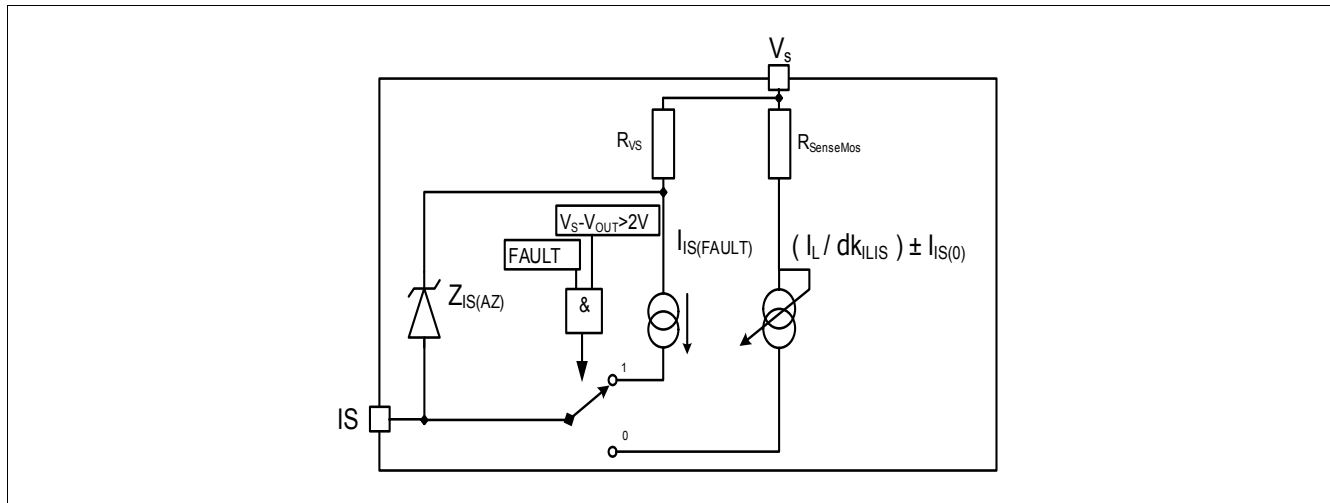 Vs
RVS
RSenseMos
VS-VOUT>2V
FAULT
IIS(FAULT)
( IL / dkILIS ) ± IIS(0)
ZIS(AZ)
&
1
IS
0